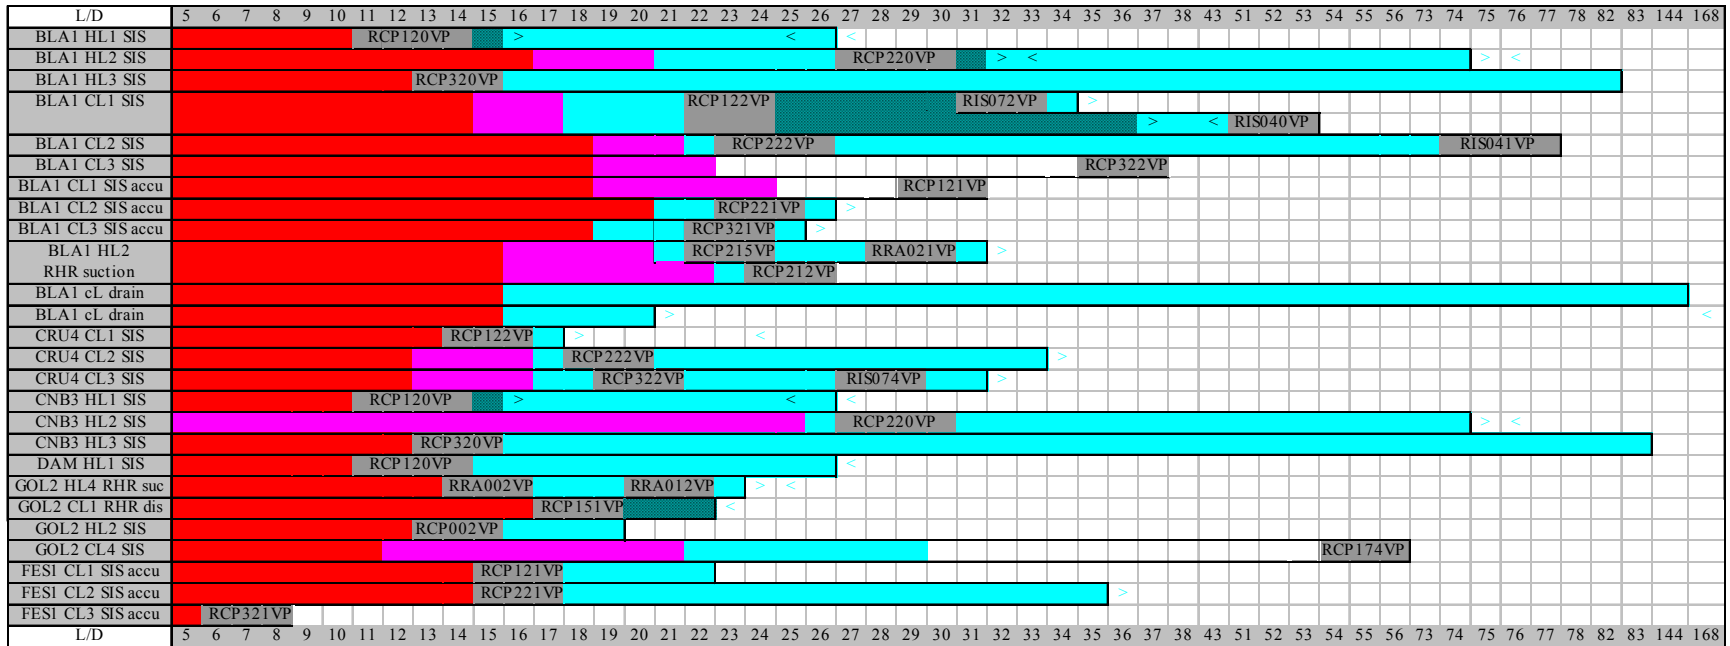 L/D 5 6 7 8 9 10 11 12 13 14 15 16 17 18 19 20 21 22 23 24 25 26 27 28 29 30 31 32 33 34 35 36 37 38 43 51 52 53 54 55 56 73 74 75 76 77 78 82 83 144 168
BLA1 HL1 SIS RCP120VP > < <
BLA1 HL2 SIS RCP220VP > < > <
BLA1 HL3 SIS RCP320VP
BLA1 CL1 SIS RCP122VP RIS072VP >
> < RIS040VP
BLA1 CL2 SIS RCP222VP RIS041VP
BLA1 CL3 SIS RCP322VP
BLA1 CL1 SIS accu RCP121VP
BLA1 CL2 SIS accu RCP221VP >
BLA1 CL3 SIS accu RCP321VP >
BLA1 HL2 RCP215VP RRA021VP >
RHR suction RCP212VP
BLA1 cL drain
BLA1 cL drain > <
CRU4 CL1 SIS RCP122VP > <
CRU4 CL2 SIS RCP222VP >
CRU4 CL3 SIS RCP322VP RIS074VP >
CNB3 HL1 SIS RCP120VP > < <
CNB3 HL2 SIS RCP220VP > <
CNB3 HL3 SIS RCP320VP
DAM HL1 SIS RCP120VP <
GOL2 HL4 RHR suc RRA002VP RRA012VP > <
GOL2 CL1 RHR dis RCP151VP <
GOL2 HL2 SIS RCP002VP
GOL2 CL4 SIS RCP174VP
FES1 CL1 SIS accu RCP121VP
FES1 CL2 SIS accu RCP221VP >
FES1 CL3 SIS accu RCP321VP
L/D 5 6 7 8 9 10 11 12 13 14 15 16 17 18 19 20 21 22 23 24 25 26 27 28 29 30 31 32 33 34 35 36 37 38 43 51 52 53 54 55 56 73 74 75 76 77 78 82 83 144 168